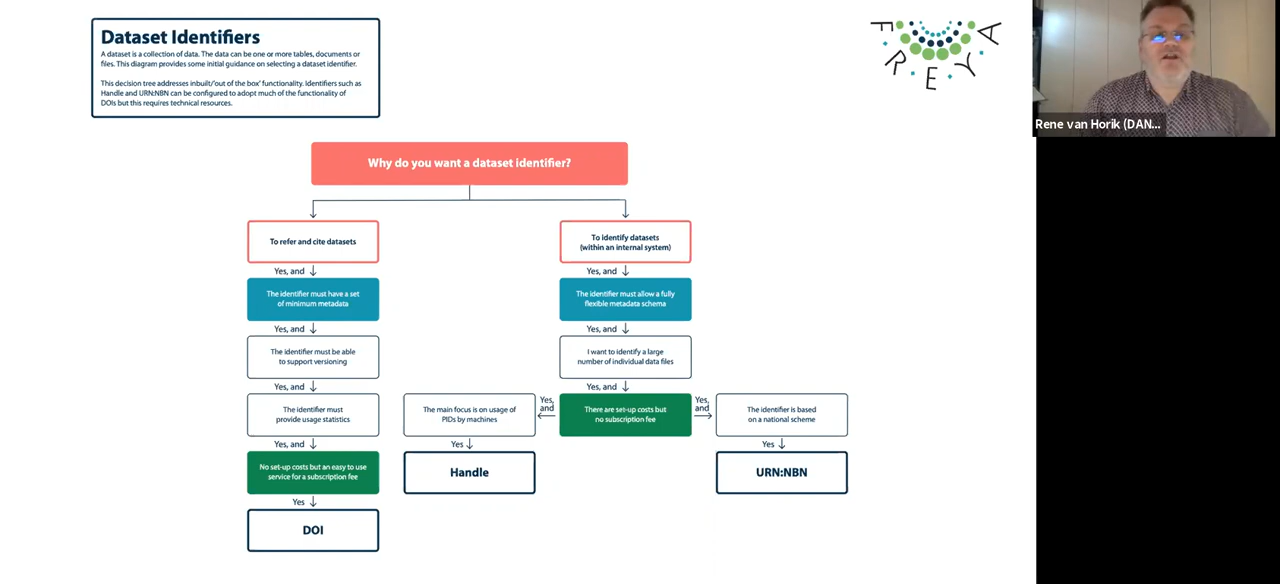 Dataset Identifiers
A dataset is a collection of data. The data can be one or more tables, documents or
files. This diagram provides some initial guidance on selecting a dataset identifier.
This decision tree addresses inbuilt/'out of the box' functionality. Identifiers such as
Handle and URN:NBN can be configured to adopt much of the functionality of
DOIs but this requires technical resources.
FREYA
Rene van Horik (DAN...
Why do you want a dataset identifier?
To refer and cite datasets
Yes, and
The identifier must have a set
of minimum metadata
Yes, and
The identifier must be able
to support versioning
Yes, and
The identifier must
provide usage statistics
Yes, and
No set-up costs but an easy to use
service for a subscription fee
Yes
DOI
To identify datasets
(within an internal system)
Yes, and
The identifier must allow a fully
flexible metadata schema
Yes, and
I want to identify a large
number of individual data files
Yes, and
There are set-up costs but
no subscription fee
Yes,
and
The main focus is on usage of
PIDs by machines
Yes
Handle
Yes,
and
The identifier is based
on a national scheme
Yes
URN:NBN